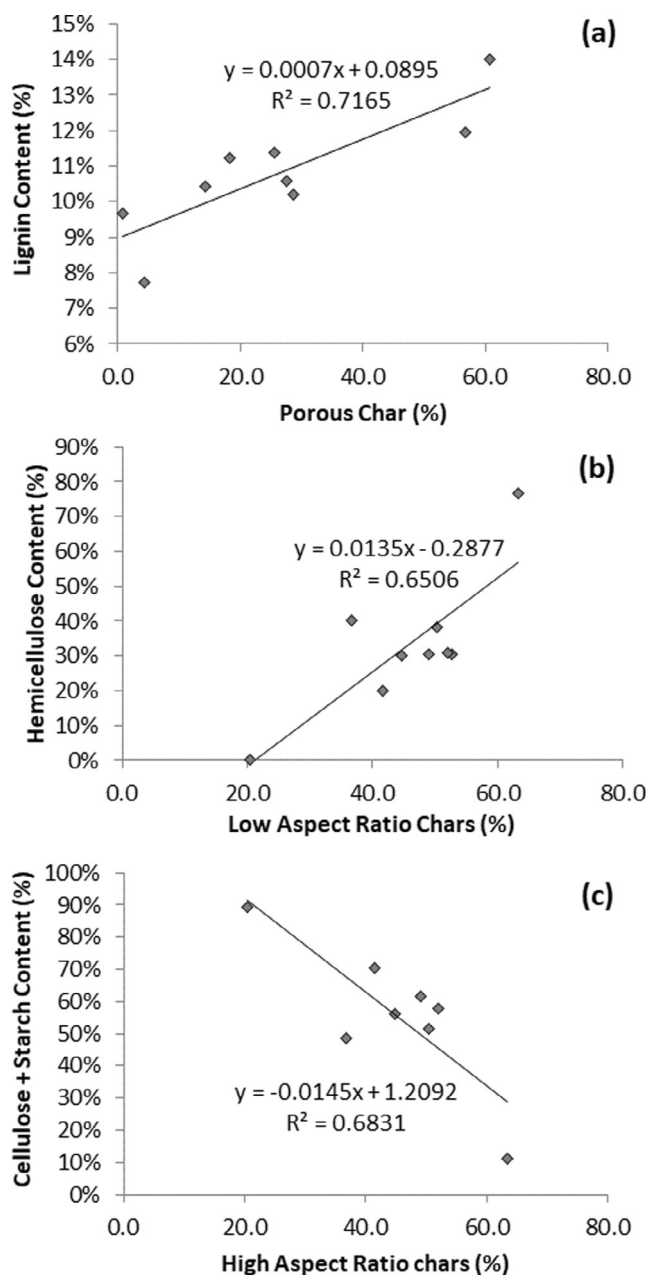 (a)
15%
14%
13%
12%
11%
10%
9%
8%
7%
6%
Lignin Content (%)
y = 0.0007x + 0.0895
R² = 0.7165
0.0 20.0 40.0 60.0 80.0
Porous Char (%)
(b)
90%
80%
70%
60%
50%
40%
30%
20%
10%
0%
Hemicellulose Content (%)
y = 0.0135x - 0.2877
R² = 0.6506
0.0 20.0 40.0 60.0 80.0
Low Aspect Ratio Chars (%)
(c)
100%
90%
80%
70%
60%
50%
40%
30%
20%
10%
0%
Cellulose + Starch Content (%)
y = -0.0145x + 1.2092
R² = 0.6831
0.0 20.0 40.0 60.0 80.0
High Aspect Ratio chars (%)